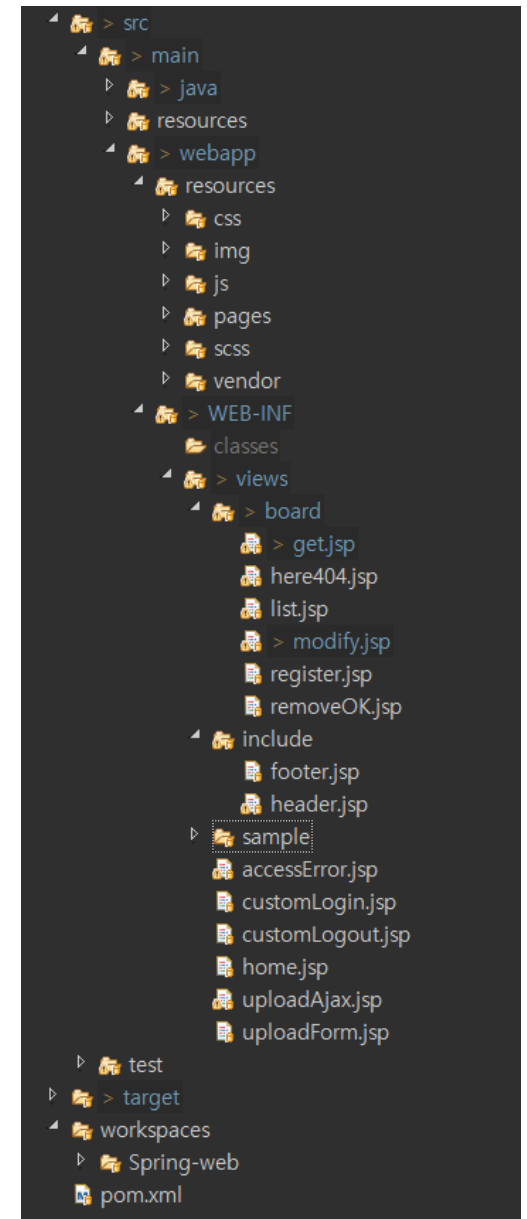 > src
> main
> java
resources
> webapp
resources
css
img
js
pages
scss
vendor
> WEB-INF
classes
> views
> board
> get.jsp
here404.jsp
list.jsp
> modify.jsp
register.jsp
removeOK.jsp
include
footer.jsp
header.jsp
sample
accessError.jsp
customLogin.jsp
customLogout.jsp
home.jsp
uploadAjax.jsp
uploadForm.jsp
test
> target
workspaces
Spring-web
pom.xml